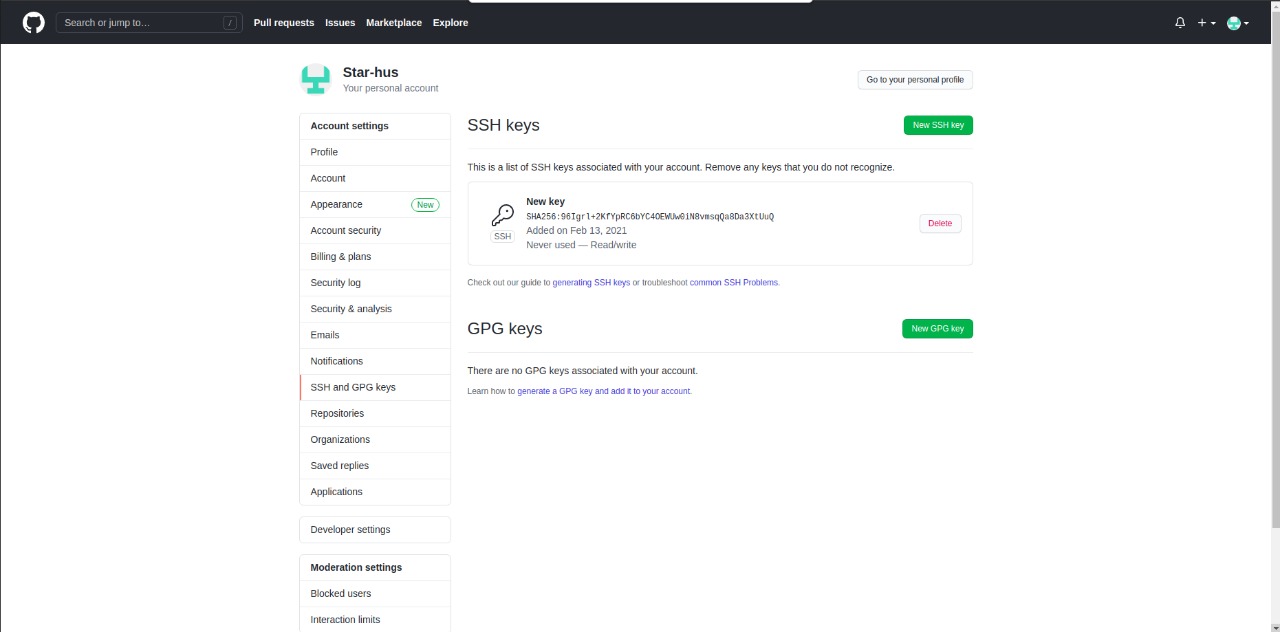 Search or jump to…
/
Pull requests
Issues
Marketplace
Explore
Star-hus
Your personal account
Go to your personal profile
Account settings
Profile
Account
Appearance
New
Account security
Billing & plans
Security log
Security & analysis
Emails
Notifications
SSH and GPG keys
Repositories
Organizations
Saved replies
Applications
Developer settings
Moderation settings
Blocked users
Interaction limits
SSH keys
New SSH key
This is a list of SSH keys associated with your account. Remove any keys that you do not recognize.
New key
SHA256:96Igrl+2KfYpRC6bYC4OEWUw0iN8vmsqQa8Da3XtUuQ
Added on Feb 13, 2021
Never used — Read/write
SSH
Delete
Check out our guide to generating SSH keys or troubleshoot common SSH Problems.
GPG keys
New GPG key
There are no GPG keys associated with your account.
Learn how to generate a GPG key and add it to your account.